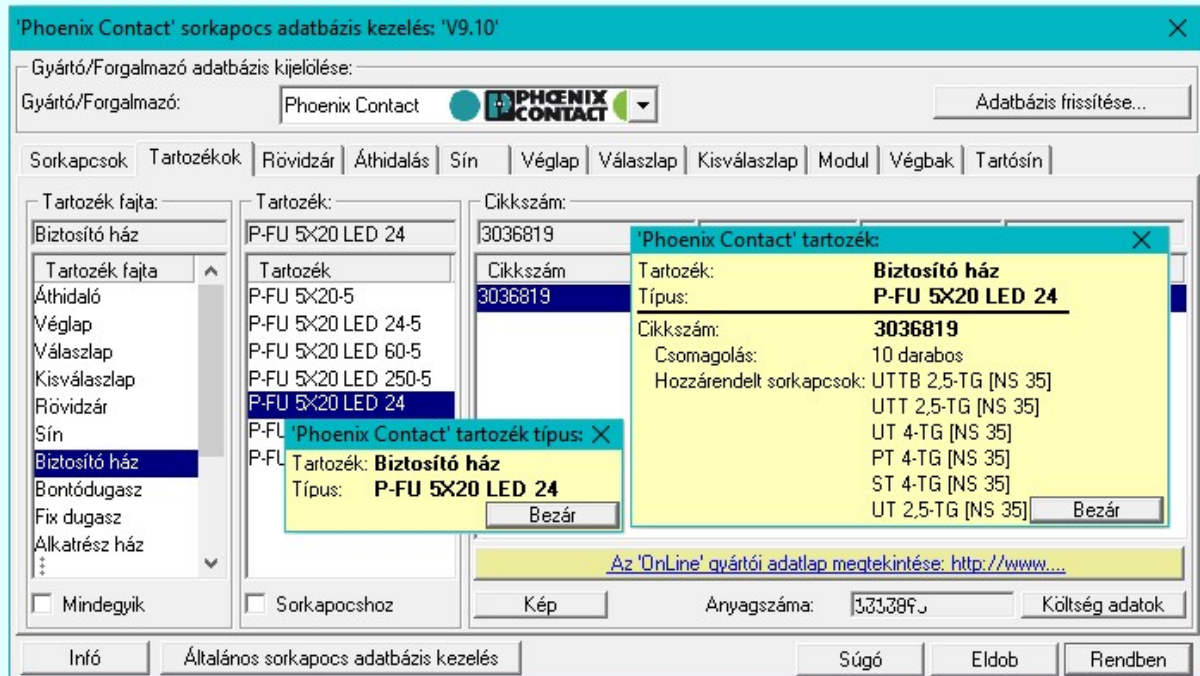 'Phoenix Contact' sorkapocs adatbázis kezelés: 'V9.10'
Gyártó/Forgalmazó adatbázis kijelölése:
Gyártó/Forgalmazó:
Phoenix Contact
PHŒNIX
CONTACT
Adatbázis frissítése...
Sorkapcsok Tartozékok Rövidzár Áthidalás Sín Véglap Válaszlap Kisválaszlap Modul Végbak Tartósín
Tartozék fajta:
Biztosító ház
Tartozék fajta
Áthidaló
Véglap
Válaszlap
Kisválaszlap
Rövidzár
Sín
Biztosító ház
Bontódugasz
Fix dugasz
Alkatrész ház
Mindegyik
Tartozék:
P-FU 5X20 LED 24
Tartozék
P-FU 5X20-5
P-FU 5X20 LED 24-5
P-FU 5X20 LED 60-5
P-FU 5X20 LED 250-5
P-FU 5X20 LED 24
Sorkapocshoz
'Phoenix Contact' tartozék típus:
Tartozék: Biztosító ház
Típus: P-FU 5X20 LED 24
Bezár
Cikkszám:
3036819
Cikkszám
3036819
'Phoenix Contact' tartozék:
Tartozék: Biztosító ház
Típus: P-FU 5X20 LED 24
Cikkszám: 3036819
Csomagolás: 10 darabos
Hozzárendelt sorkapcsok: UTTB 2,5-TG [NS 35]
UTT 2,5-TG [NS 35]
UT 4-TG [NS 35]
PT 4-TG [NS 35]
ST 4-TG [NS 35]
UT 2,5-TG [NS 35]
Bezár
Az 'OnLine' gyártói adatlap megtekintése: http://www....
Kép
Anyagszáma:
Költség adatok
Infó
Általános sorkapocs adatbázis kezelés
Súgó
Eldob
Rendben